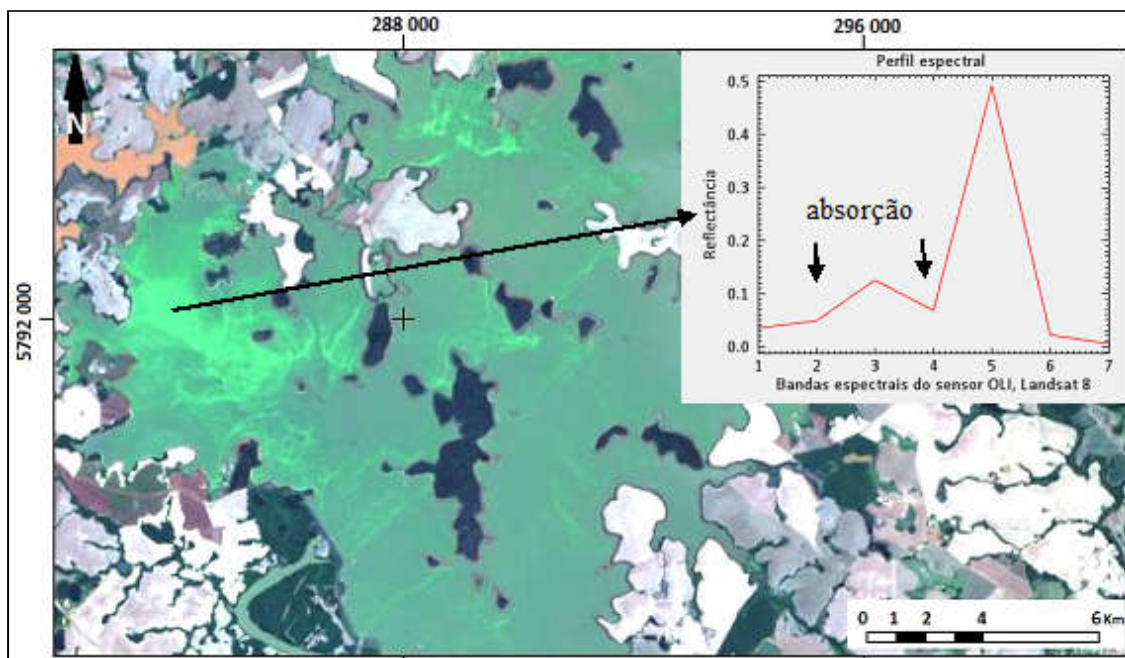 288 000
296 000
5792 000
N
Perfil espectral
Reflectância
0.5
0.4
0.3
0.2
0.1
0.0
absorção
1 2 3 4 5 6 7
Bandas espectrais do sensor OLI, Landsat 8
0 1 2 4 6 Km